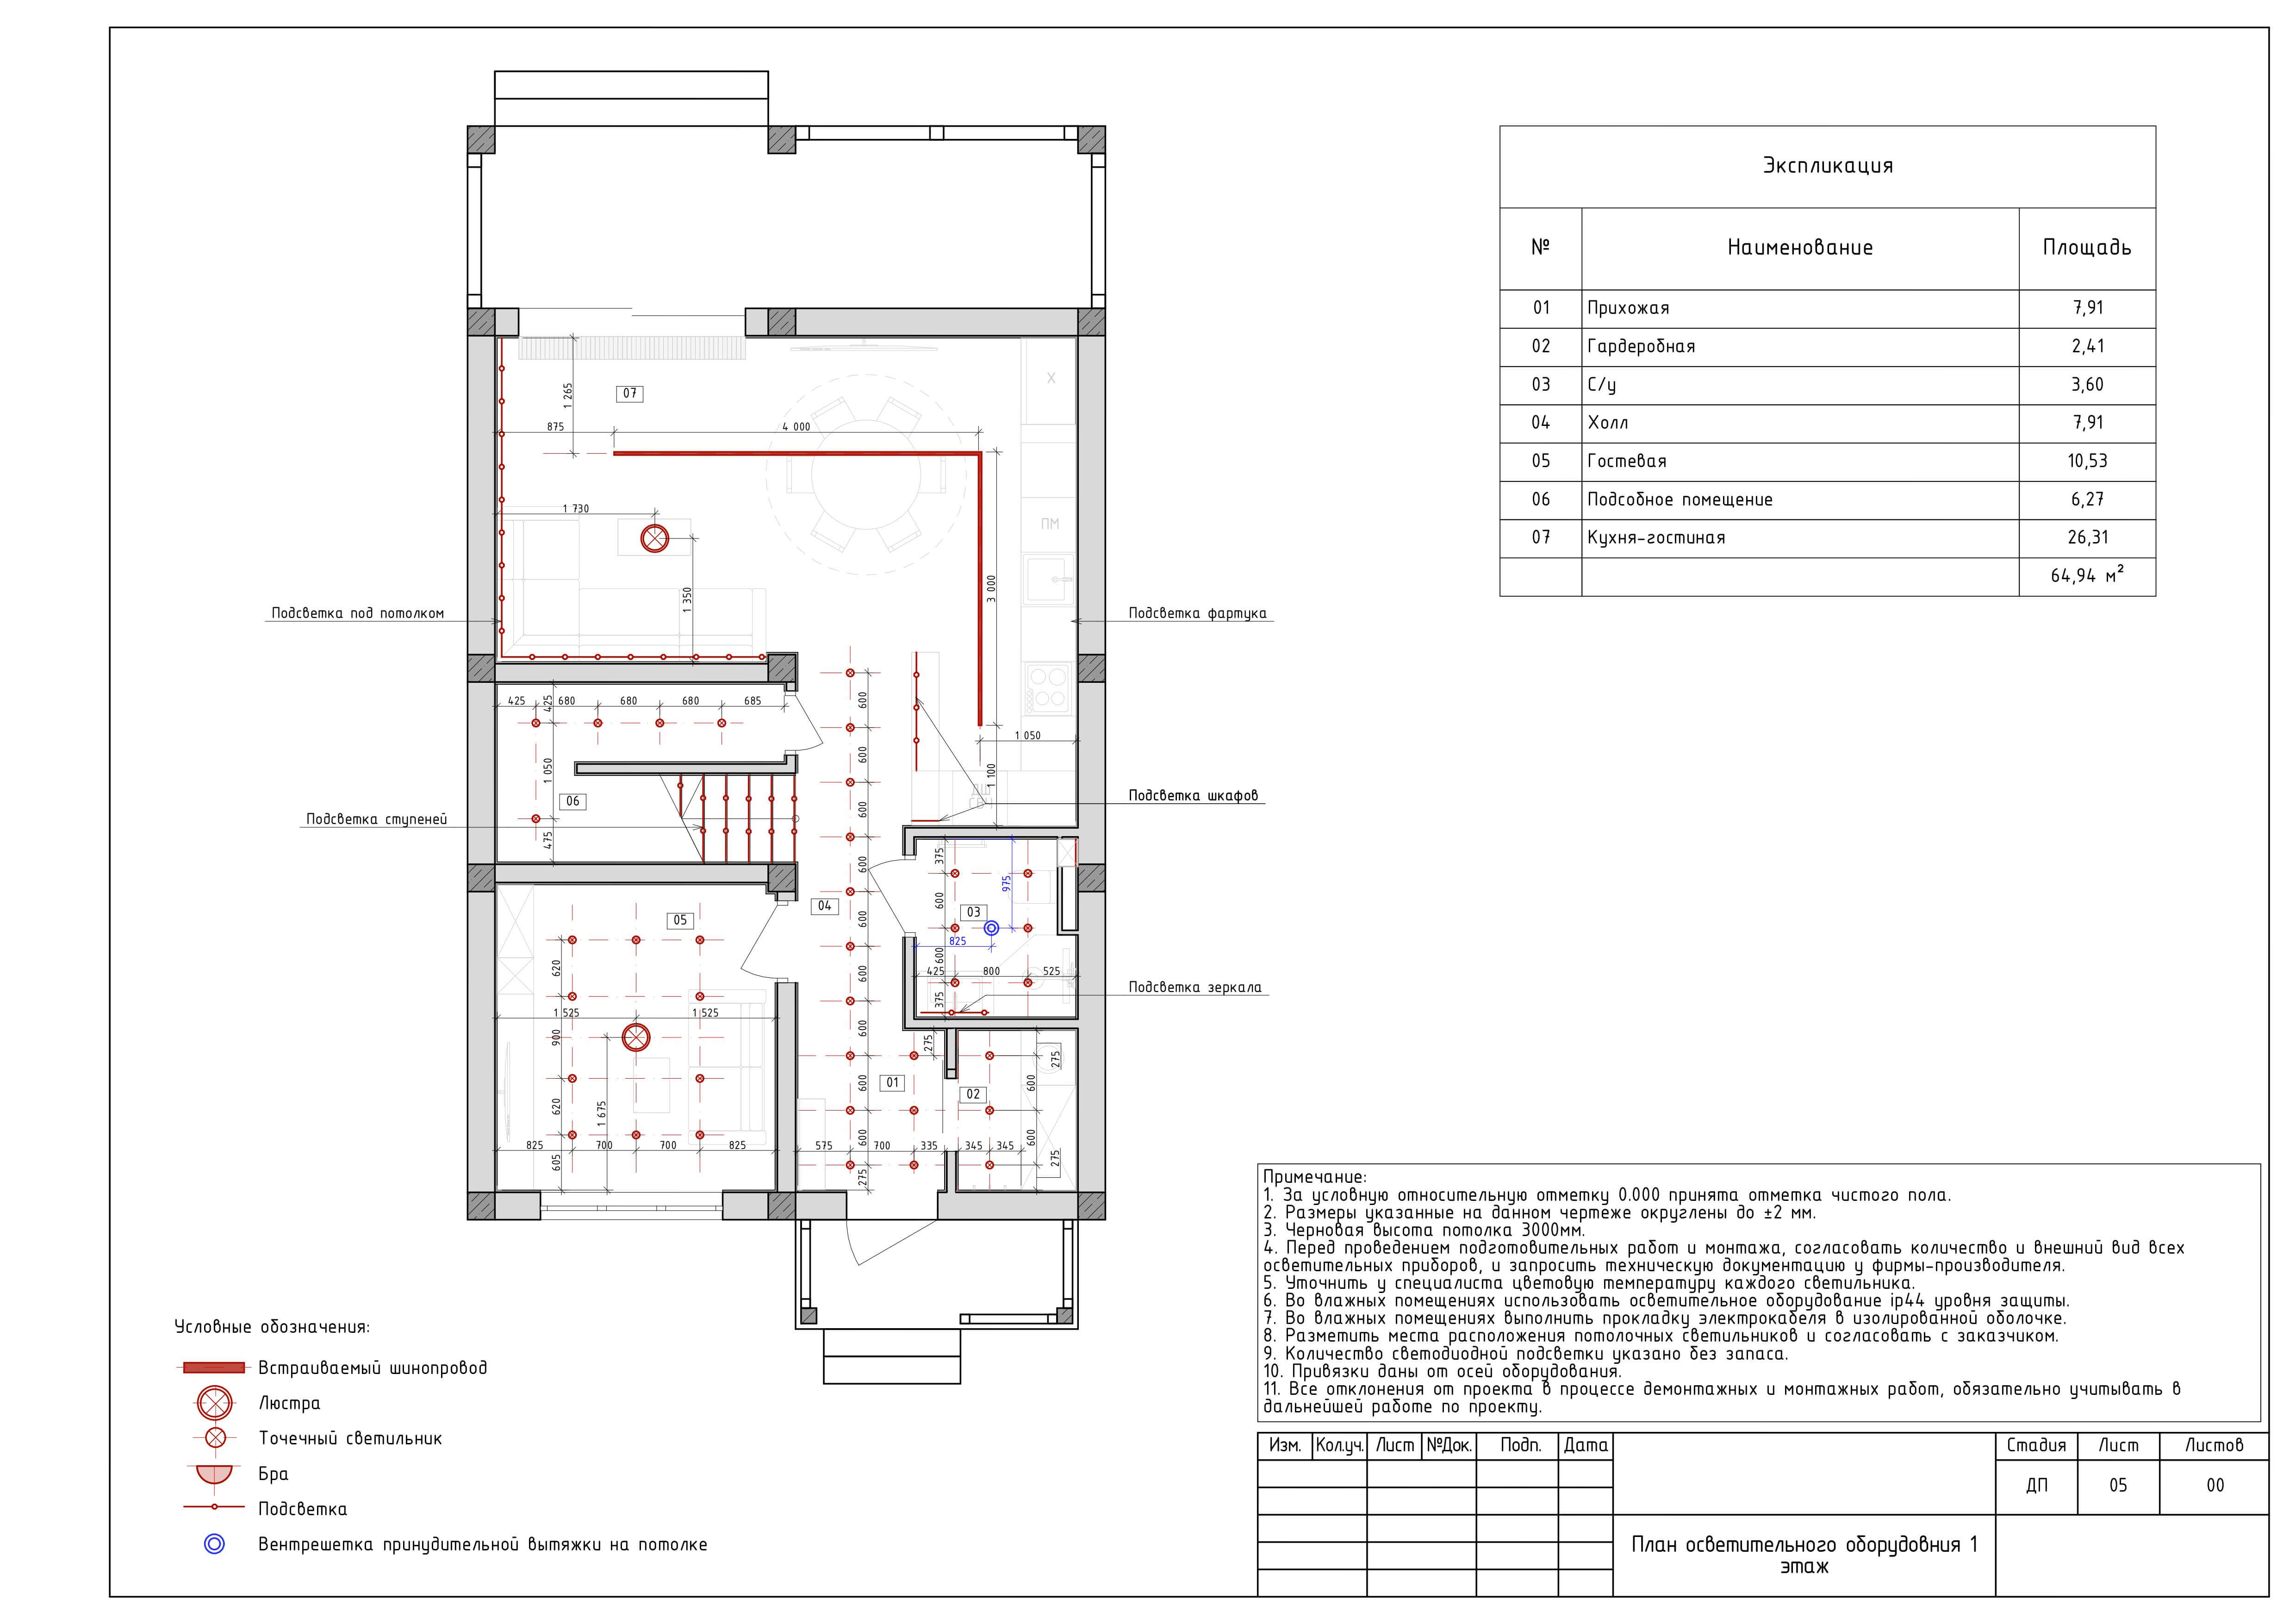 Экспликация
№ Наименование Площадь
01 Прихожая 7,91
02 Гардеробная 2,41
03 С/у 3,60
04 Холл 7,91
05 Гостевая 10,53
06 Подсобное помещение 6,27
07 Кухня-гостиная 26,31
64,94 м²
1 265
07
Х
875
4 000
1 730
ПМ
1 350
3 000
Подсветка под потолком
Подсветка фартука
425
425
680
680
680
685
600
600
1 050
1 050
1 100
06
600
Подсветка шкафов
Подсветка ступеней
475
600
375
975
600
03
05
04
600
825
620
600
600
425
800
525
Подсветка зеркала
375
1 525
1 525
900
600
275
275
01
600
600
02
620
1 675
825
700
700
825
605
575
700
335
345
345
600
600
275
275
Примечание:
1. За условную относительную отметку 0.000 принята отметка чистого пола.
2. Размеры указанные на данном чертеже округлены до ±2 мм.
3. Черновая высота потолка 3000мм.
4. Перед проведением подготовительных работ и монтажа, согласовать количество и внешний вид всех
осветительных приборов, и запросить техническую документацию у фирмы-производителя.
5. Уточнить у специалиста цветовую температуру каждого светильника.
6. Во влажных помещениях использовать осветительное оборудование ip44 уровня защиты.
7. Во влажных помещениях выполнить прокладку электрокабеля в изолированной оболочке.
8. Разметить места расположения потолочных светильников и согласовать с заказчиком.
9. Количество светодиодной подсветки указано без запаса.
10. Привязки даны от осей оборудования.
11. Все отклонения от проекта в процессе демонтажных и монтажных работ, обязательно учитывать в
дальнейшей работе по проекту.
Условные обозначения:
Встраиваемый шинопровод
Люстра
Точечный светильник
Бра
Подсветка
Вентрешетка принудительной вытяжки на потолке
Изм. Кол.уч. Лист №Док. Подп. Дата
Стадия Лист Листов
ДП 05 00
План осветительного оборудовния 1
этаж